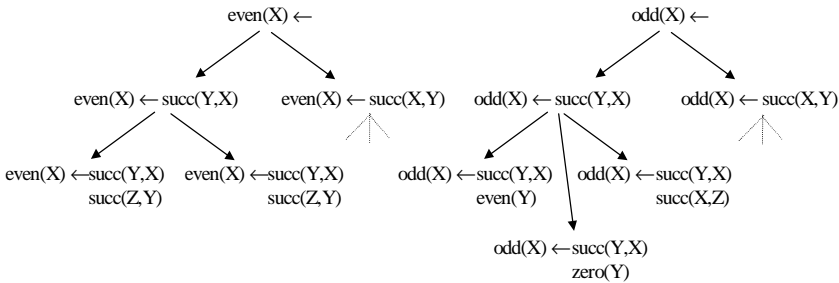 even(X) ←
odd(X) ←
even(X) ← succ(Y,X)
even(X) ← succ(X,Y)
odd(X) ← succ(Y,X)
odd(X) ← succ(X,Y)
even(X) ←succ(Y,X)
succ(Z,Y)
even(X) ←succ(Y,X)
succ(Z,Y)
odd(X) ←succ(Y,X)
even(Y)
odd(X) ←succ(Y,X)
succ(X,Z)
odd(X) ←succ(Y,X)
zero(Y)